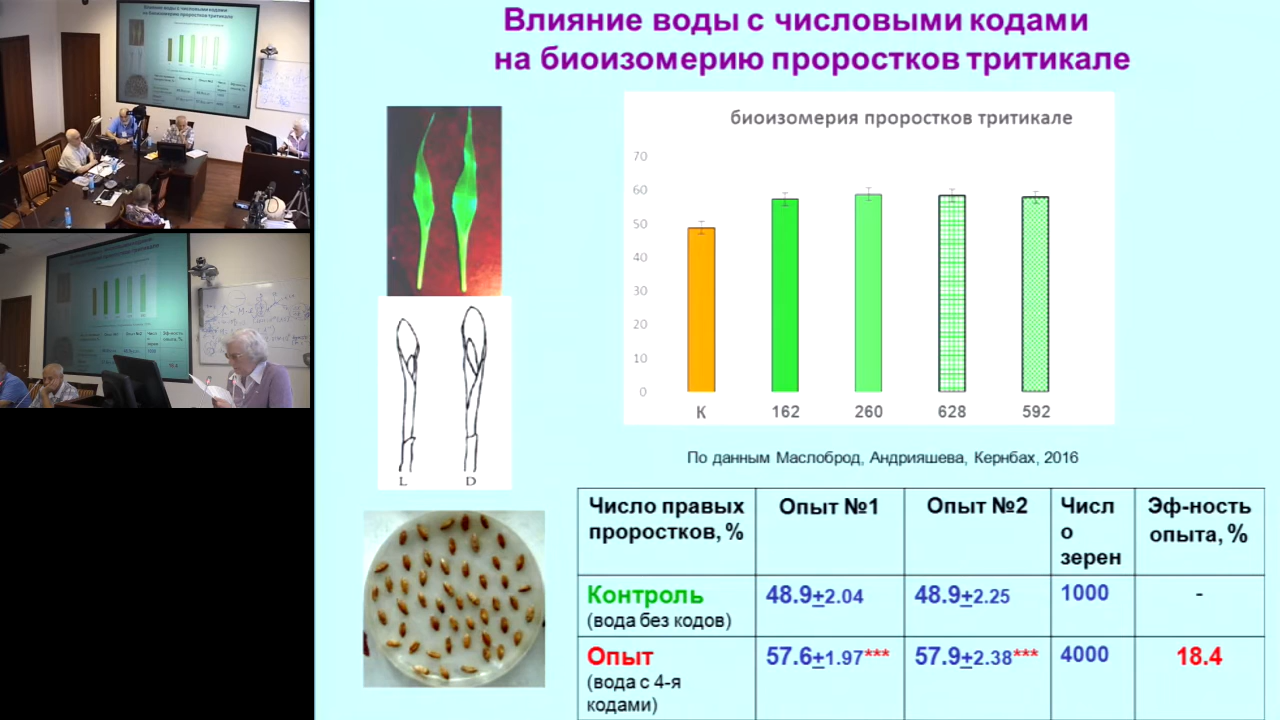 Влияние воды с числовыми кодами
на биоизомерию проростков тритикале
биоизомерия проростков тритикале
70
60
50
40
30
20
10
0
К 162 260 628 592
L D
По данным Маслоброд, Андрияшева, Кернбах, 2016
Число правых
проростков, %
Опыт №1
Опыт №2
Числ
о
зерен
Эф-ность
опыта, %
Контроль
(вода без кодов)
48.9+2.04
48.9+2.25
1000
-
Опыт
(вода с 4-я
кодами)
57.6+1.97***
57.9+2.38***
4000
18.4